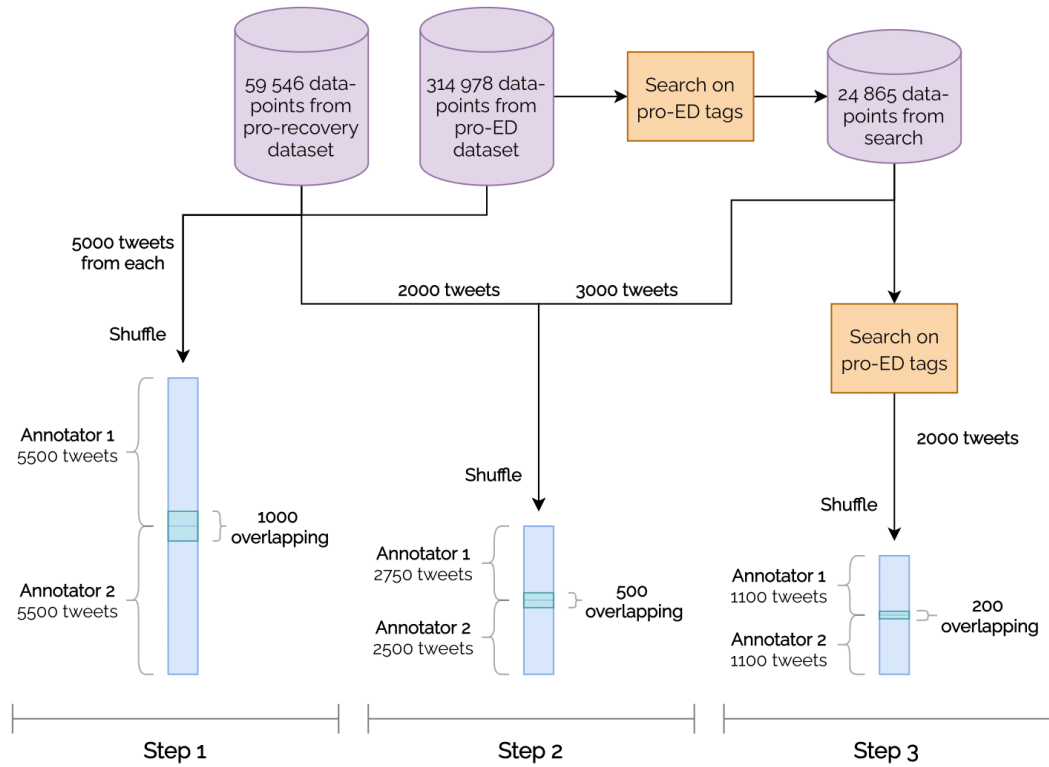 59 546 data-
points from
pro-recovery
dataset
314 978 data-
points from
pro-ED
dataset
Search on
pro-ED tags
24 865 data-
points from
search
5000 tweets
from each
2000 tweets
3000 tweets
Shuffle
Search on
pro-ED tags
Annotator 1
5500 tweets
1000
overlapping
Annotator 2
5500 tweets
Shuffle
Annotator 1
2750 tweets
500
overlapping
Annotator 2
2500 tweets
2000 tweets
Shuffle
Annotator 1
1100 tweets
200
overlapping
Annotator 2
1100 tweets
Step 1
Step 2
Step 3